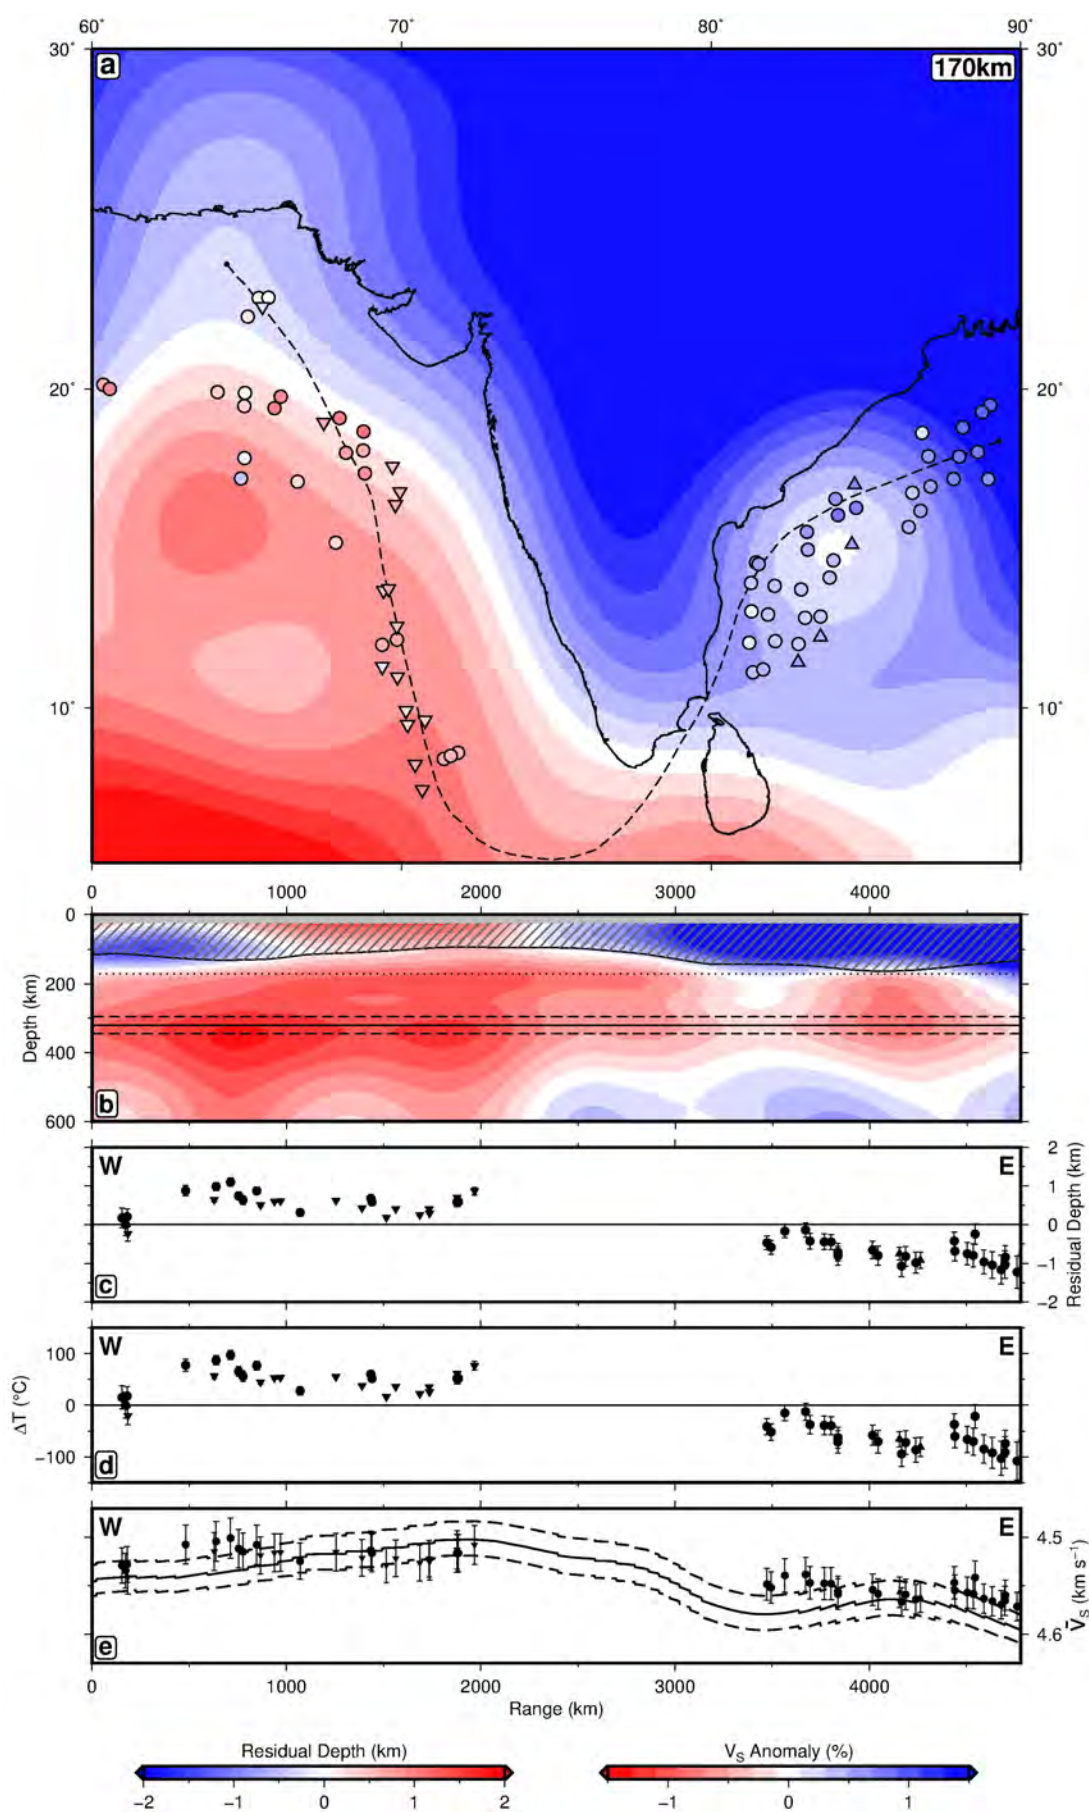 60˚ 70˚ 80˚ 90˚
30˚ 30˚
a 170km
20˚ 20˚
10˚ 10˚
0 1000 2000 3000 4000
0
200
400
600
Depth (km)
b
W E
2
1
0
−1
−2
Residual Depth (km)
c
W E
100
0
−100
ΔT (°C)
d
W E
4.5
4.6
V̄s (km s⁻¹)
e
0 1000 2000 3000 4000
Range (km)
Residual Depth (km) Vs Anomaly (%)
−2 −1 0 1 2 −1 0 1